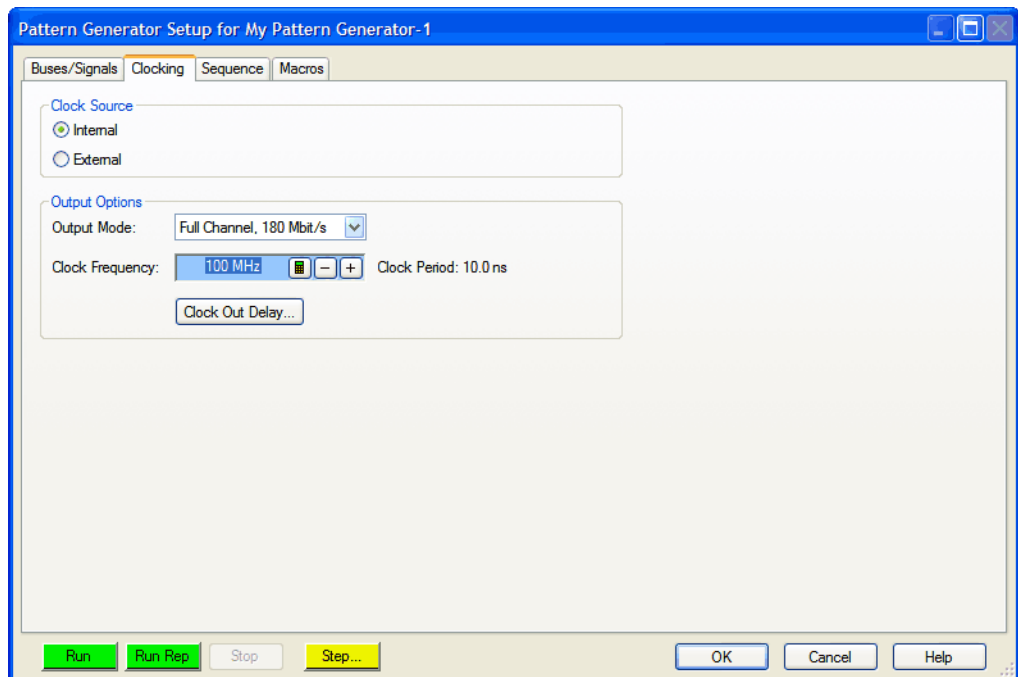 Pattern Generator Setup for My Pattern Generator-1
Buses/Signals Clocking Sequence Macros
Clock Source
Internal
External
Output Options
Output Mode: Full Channel, 180 Mbit/s
Clock Frequency: 100 MHz − + Clock Period: 10.0 ns
Clock Out Delay...
Run Run Rep Stop Step... OK Cancel Help